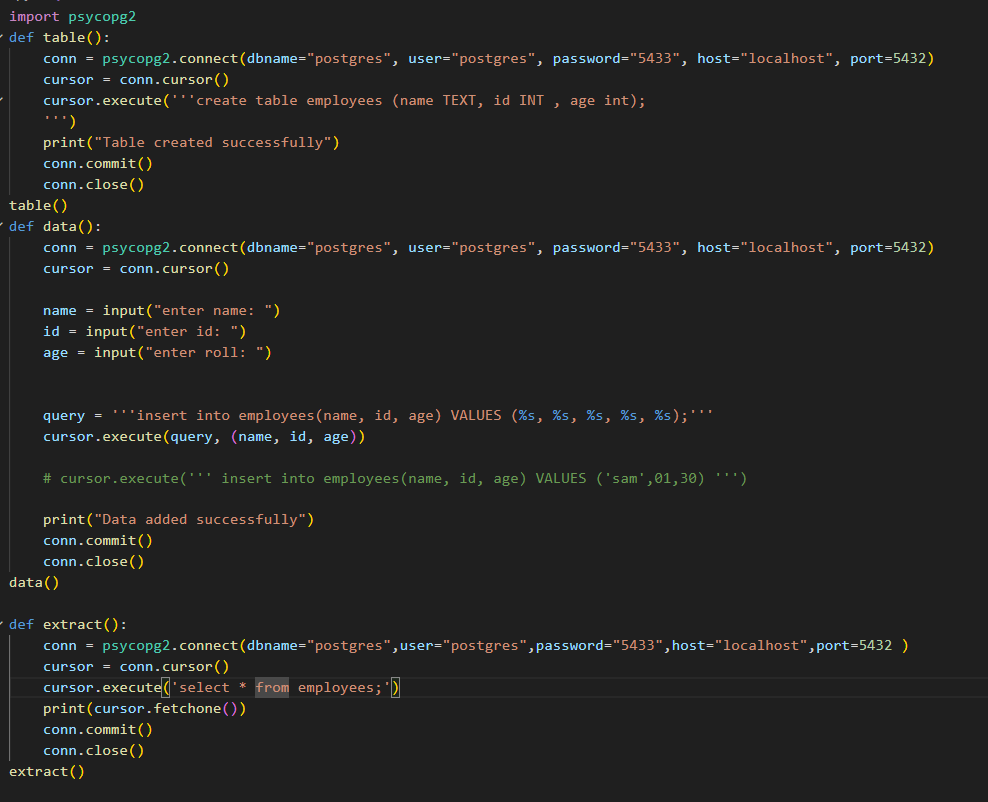 import psycopg2
def table():
    conn = psycopg2.connect(dbname="postgres", user="postgres", password="5433", host="localhost", port=5432)
    cursor = conn.cursor()
    cursor.execute('''create table employees (name TEXT, id INT , age int);
    ''')
    print("Table created successfully")
    conn.commit()
    conn.close()
table()
def data():
    conn = psycopg2.connect(dbname="postgres", user="postgres", password="5433", host="localhost", port=5432)
    cursor = conn.cursor()

    name = input("enter name: ")
    id = input("enter id: ")
    age = input("enter roll: ")


    query = '''insert into employees(name, id, age) VALUES (%s, %s, %s, %s, %s);'''
    cursor.execute(query, (name, id, age))

    # cursor.execute(''' insert into employees(name, id, age) VALUES ('sam',01,30) ''')

    print("Data added successfully")
    conn.commit()
    conn.close()
data()

def extract():
    conn = psycopg2.connect(dbname="postgres",user="postgres",password="5433",host="localhost",port=5432 )
    cursor = conn.cursor()
    cursor.execute('select * from employees;')
    print(cursor.fetchone())
    conn.commit()
    conn.close()
extract()